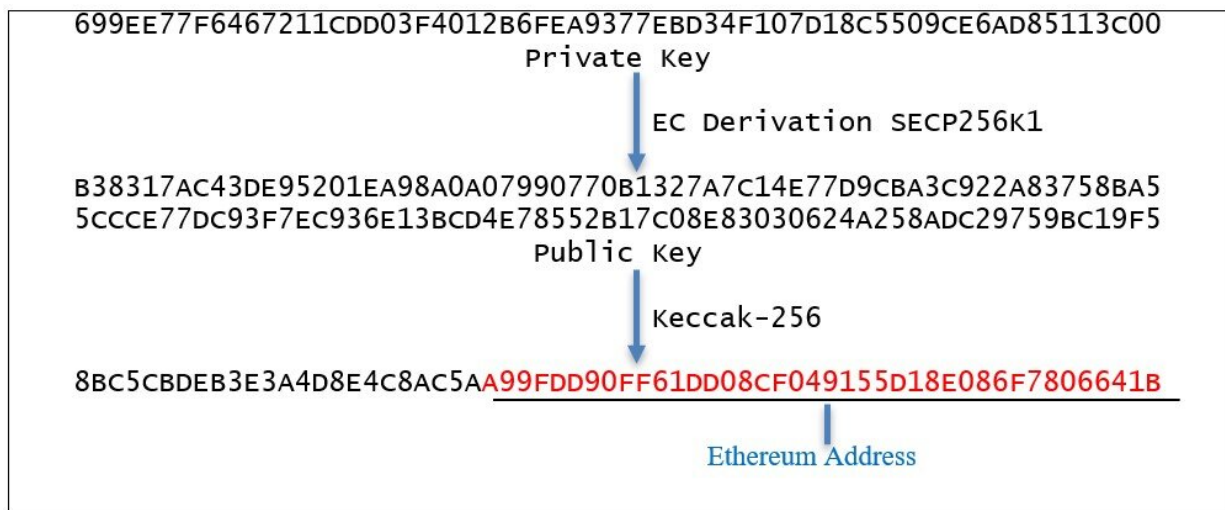 699EE77F6467211CDD03F4012B6FEA9377EBD34F107D18C5509CE6AD85113C00
Private Key
EC Derivation SECP256K1
B38317AC43DE95201EA98A0A07990770B1327A7C14E77D9CBA3C922A83758BA5
5CCCE77DC93F7EC936E13BCD4E78552B17C08E83030624A258ADC29759BC19F5
Public Key
Keccak-256
8BC5CBDEB3E3A4D8E4C8AC5AA99FDD90FF61DD08CF049155D18E086F7806641B
Ethereum Address